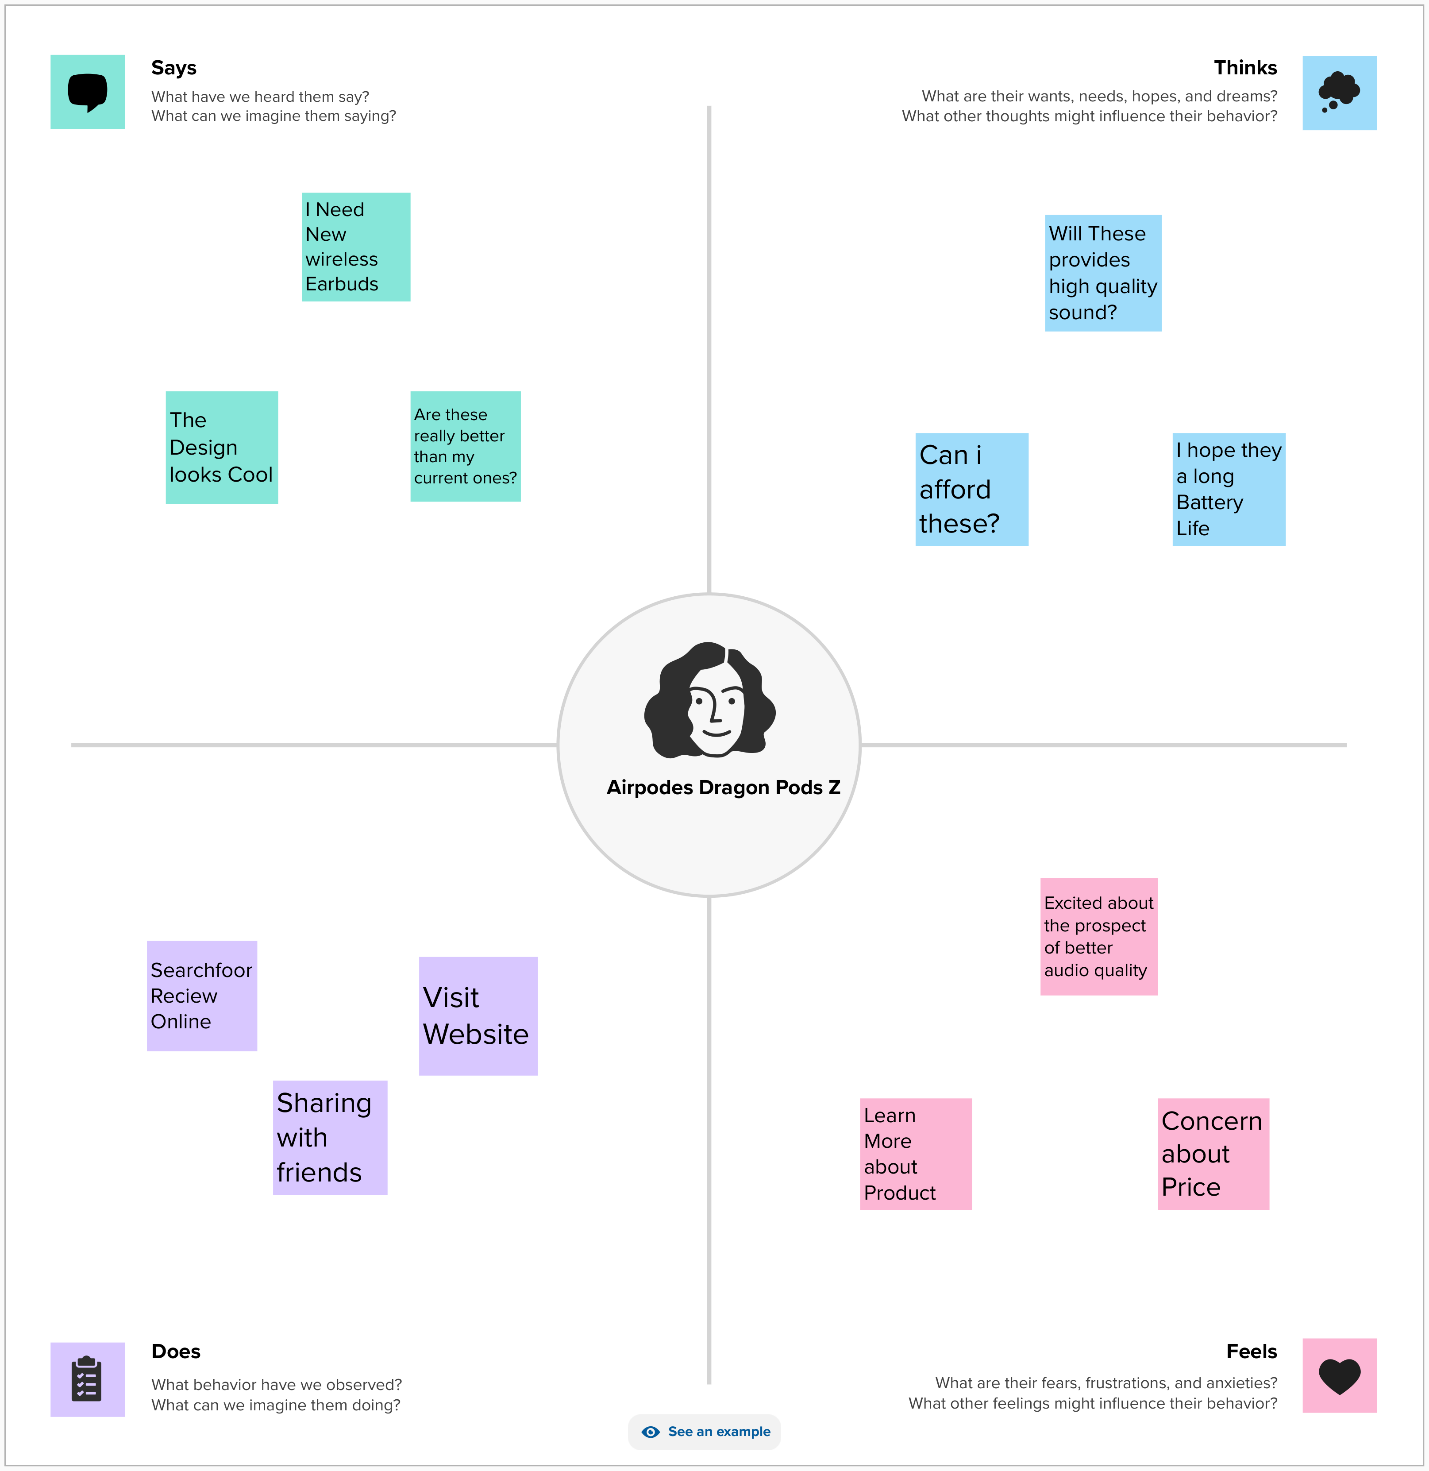 Says
What have we heard them say?
What can we imagine them saying?
Thinks
What are their wants, needs, hopes, and dreams?
What other thoughts might influence their behavior?
I Need
New
wireless
Earbuds
The
Design
looks Cool
Are these
really better
than my
current ones?
Will These
provides
high quality
sound?
Can i
afford
these?
I hope they
a long
Battery
Life
Airpodes Dragon Pods Z
Searchfoor
Reciew
Online
Visit
Website
Sharing
with
friends
Excited about
the prospect
of better
audio quality
Learn
More
about
Product
Concern
about
Price
Does
What behavior have we observed?
What can we imagine them doing?
Feels
What are their fears, frustrations, and anxieties?
What other feelings might influence their behavior?
See an example